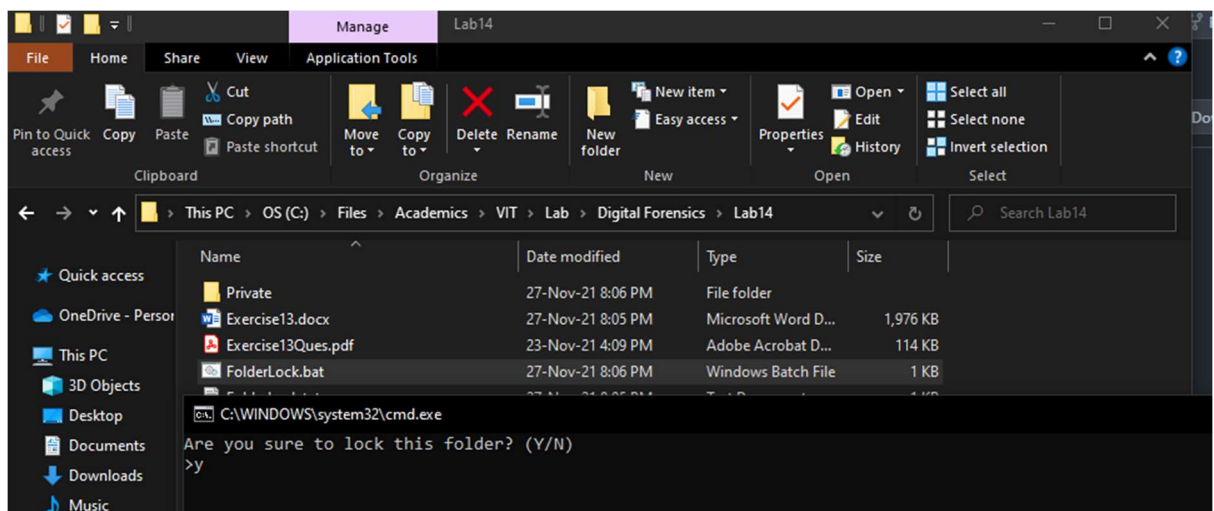 Manage Lab14
File Home Share View Application Tools
Pin to Quick access
Copy
Paste
Cut
Copy path
Paste shortcut
Move to
Copy to
Delete
Rename
New folder
New item
Easy access
Properties
Open
Edit
History
Select all
Select none
Invert selection
Clipboard Organize New Open Select
This PC > OS (C:) > Files > Academics > VIT > Lab > Digital Forensics > Lab14
Search Lab14
Name Date modified Type Size
Quick access
OneDrive - Person
This PC
3D Objects
Desktop
Documents
Downloads
Music
Private 27-Nov-21 8:06 PM File folder
Exercise13.docx 27-Nov-21 8:05 PM Microsoft Word D... 1,976 KB
Exercise13Ques.pdf 23-Nov-21 4:09 PM Adobe Acrobat D... 114 KB
FolderLock.bat 27-Nov-21 8:06 PM Windows Batch File 1 KB
C:\WINDOWS\system32\cmd.exe
Are you sure to lock this folder? (Y/N)
>y